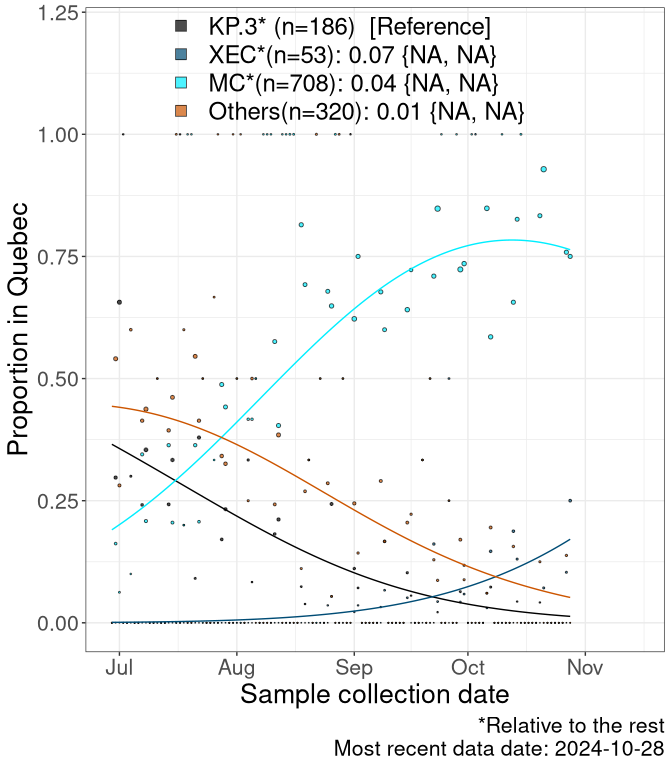 1.25
KP.3* (n=186)  [Reference]
XEC*(n=53): 0.07 {NA, NA}
MC*(n=708): 0.04 {NA, NA}
Others(n=320): 0.01 {NA, NA}
1.00
0.75
0.50
0.25
0.00
Proportion in Quebec
Jul Aug Sep Oct Nov
Sample collection date
*Relative to the rest
Most recent data date: 2024-10-28